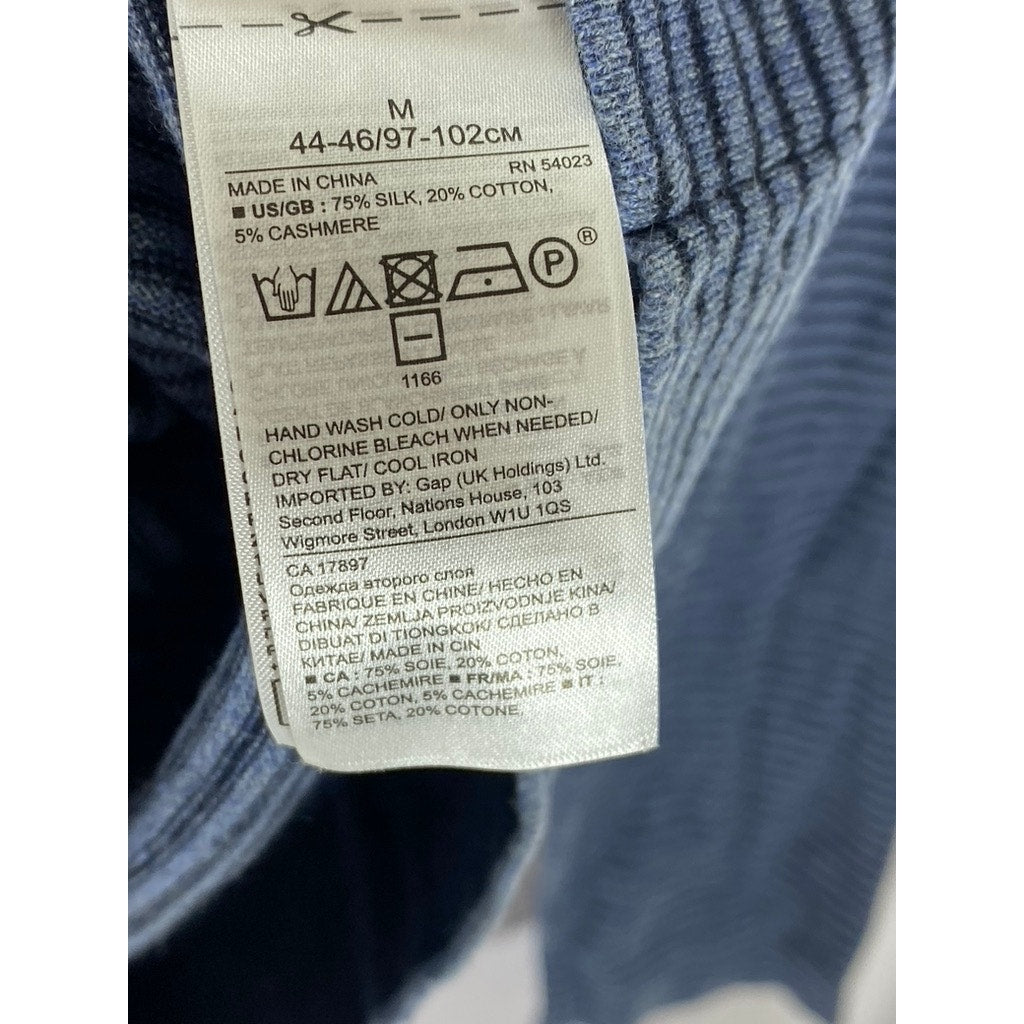 M
44-46/97-102CM
RN 54023
MADE IN CHINA
■ US/GB : 75% SILK, 20% COTTON,
5% CASHMERE
P ®
1166
HAND WASH COLD/ ONLY NON-
CHLORINE BLEACH WHEN NEEDED/
DRY FLAT/ COOL IRON
IMPORTED BY: Gap (UK Holdings) Ltd.
Second Floor, Nations House, 103
Wigmore Street, London W1U 1QS
CA 17897
Одежда второго слоя
FABRIQUE EN CHINE/ HECHO EN
CHINA/ ZEMLJA PROIZVODNJE KINA/
DIBUAT DI TIONGKOK/ СДЕЛАНО В
КИТАЕ/ MADE IN CIN
■ CA : 75% SOIE, 20% COTON,
5% CACHEMIRE ■ FR/MA : 75% SOIE,
20% COTON, 5% CACHEMIRE ■ IT :
75% SETA, 20% COTONE,